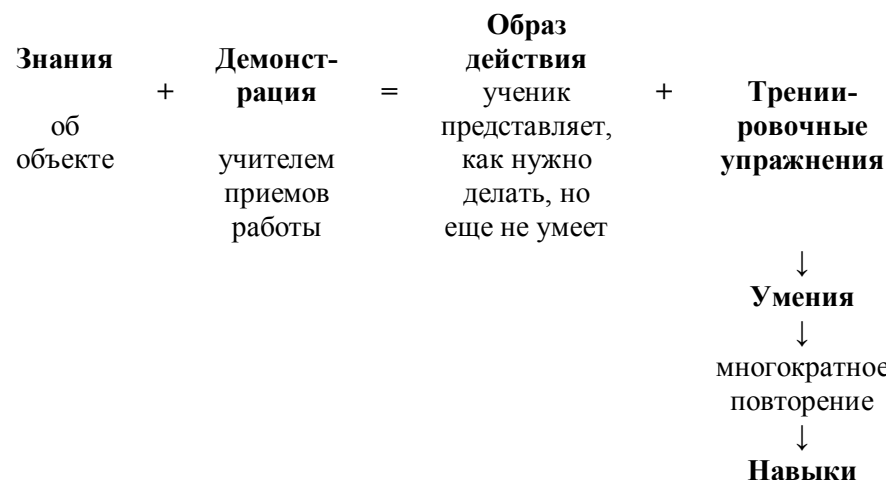 Знания
об
объекте
+
Демонст-
рация
учителем
приемов
работы
=
Образ
действия
ученик
представляет,
как нужно
делать, но
еще не умеет
+
Трении-
ровочные
упражнения
↓
Умения
↓
многократное
повторение
↓
Навыки